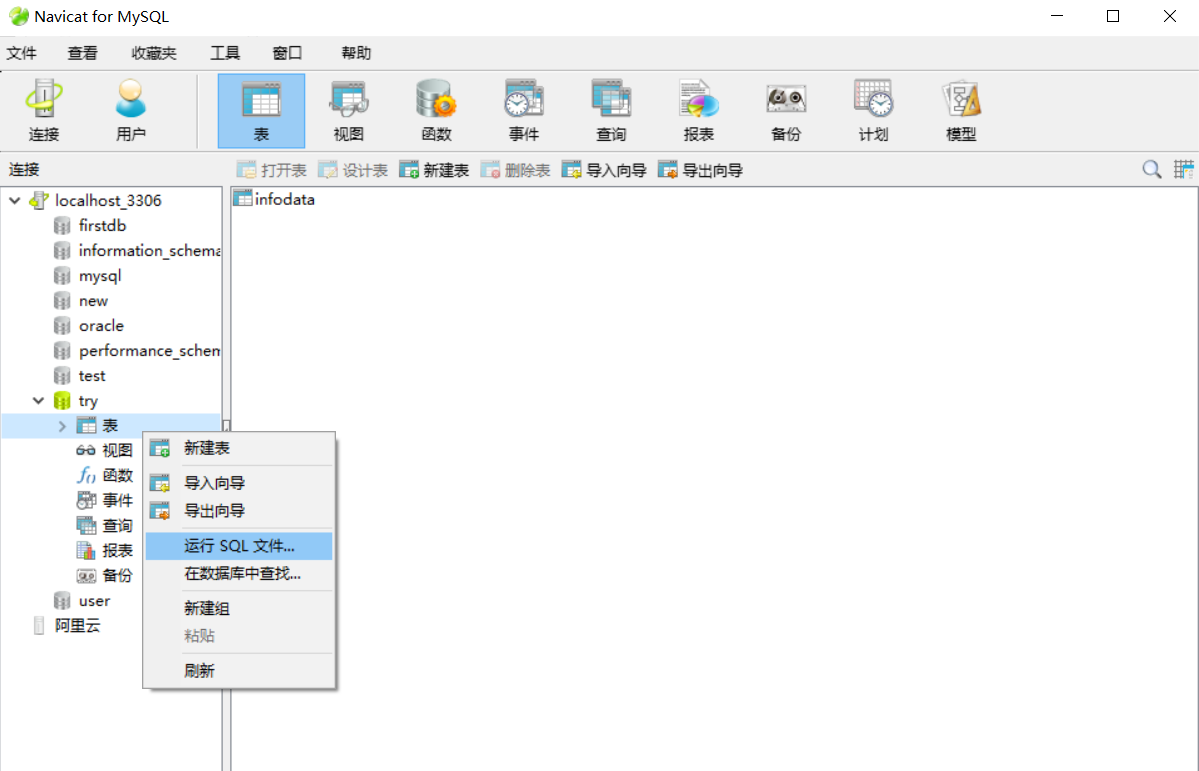 Navicat for MySQL
文件 查看 收藏夹 工具 窗口 帮助
连接 用户 表 视图 函数 事件 查询 报表 备份 计划 模型
连接 打开表 设计表 新建表 删除表 导入向导 导出向导
localhost_3306
infodata
firstdb
information_schema
mysql
new
oracle
performance_schem
test
try
表
视图
函数
事件
查询
报表
备份
user
阿里云
新建表
导入向导
导出向导
运行 SQL 文件...
在数据库中查找...
新建组
粘贴
刷新